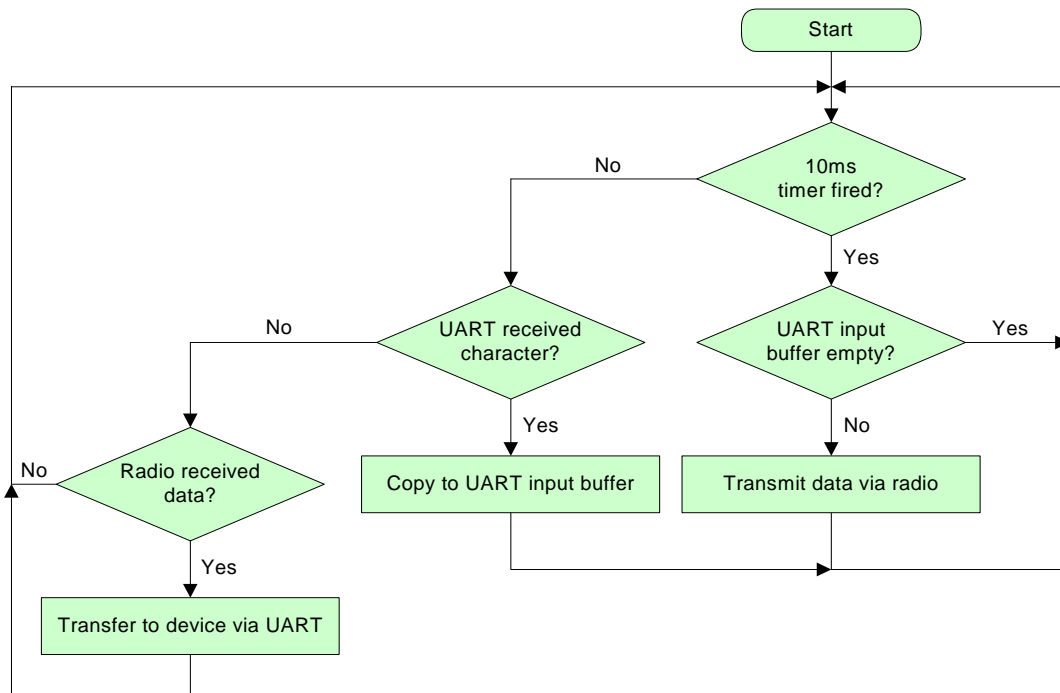 Start
No
10ms
timer fired?
Yes
No
UART received
character?
UART input
buffer empty?
Yes
Yes
No
No
Radio received
data?
Copy to UART input buffer
Transmit data via radio
Yes
Transfer to device via UART